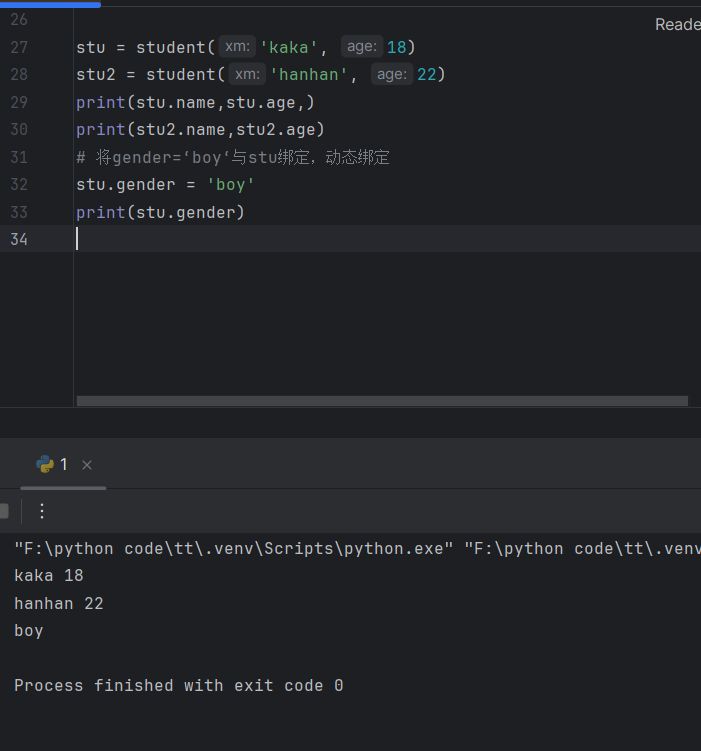 26
Reade
27 stu = student( xm: 'kaka', age: 18)
28 stu2 = student( xm: 'hanhan', age: 22)
29 print(stu.name,stu.age,)
30 print(stu2.name,stu2.age)
31 # 将gender=‘boy‘与stu绑定，动态绑定
32 stu.gender = 'boy'
33 print(stu.gender)
34
1 ×
"F:\python code\tt\.venv\Scripts\python.exe" "F:\python code\tt\.venv
kaka 18
hanhan 22
boy
Process finished with exit code 0